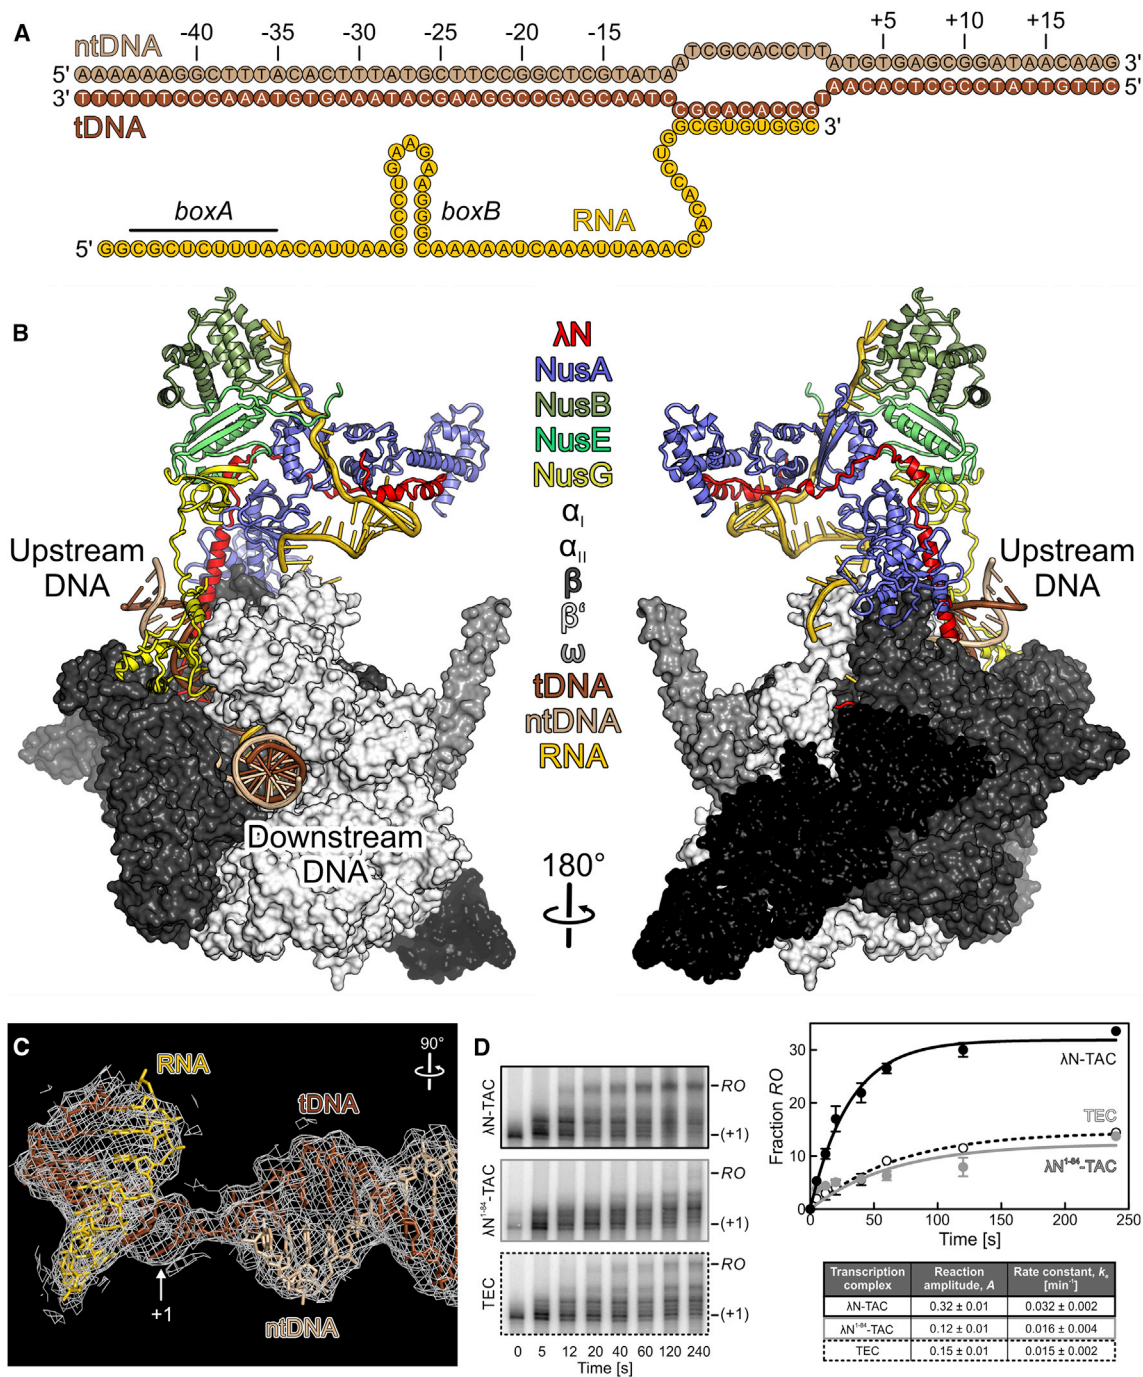 A
-40 -35 -30 -25 -20 -15 +5 +10 +15
ntDNA
TCGCACCTT
5' AAAAAAGGCTTTACACTTTATGCTTCCGGCTCGTATA A ATGTGAGCGGATAACAAG 3'
3' TTTTTTCCGAAATGTGAAATACGAAGGCCGAGCAATC CGCACACCG T AACACTCGCCTATTGTTC 5'
tDNA
GCGUGUGGC 3'
CCCUGAAGAAGGG
UCCACAC
boxA
boxB
RNA
5' GGCGCUCUUUAACAUUAAG CAAAAAUCAAAUUAAAC
B
λN
NusA
NusB
NusE
NusG
αI
αII
β
β'
ω
tDNA
ntDNA
RNA
Upstream
DNA
Upstream
DNA
Downstream
DNA
180°
C
RNA
tDNA
90°
+1
ntDNA
D
λN-TAC
RO
(+1)
λN1-84-TAC
RO
(+1)
TEC
RO
(+1)
0 5 12 20 40 60 120 240
Time [s]
Fraction RO
30
20
10
0
λN-TAC
TEC
λN1-84-TAC
0 50 100 150 200 250
Time [s]
Transcription complex Reaction amplitude, A Rate constant, ke [min-1]
λN-TAC 0.32 ± 0.01 0.032 ± 0.002
λN1-84-TAC 0.12 ± 0.01 0.016 ± 0.004
TEC 0.15 ± 0.01 0.015 ± 0.002